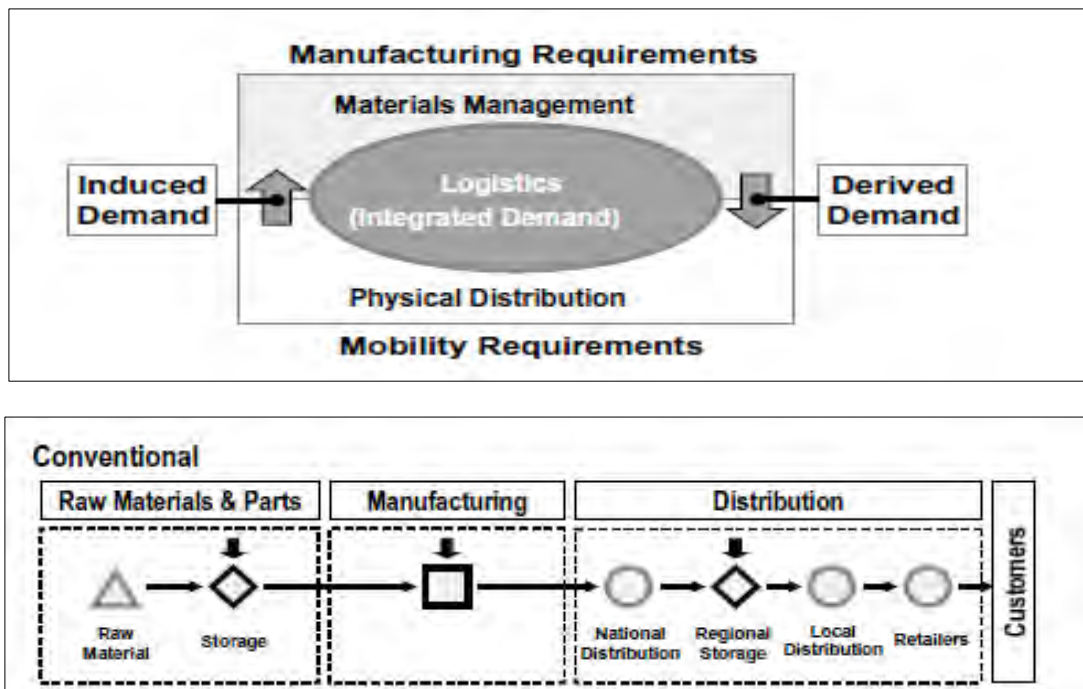 Manufacturing Requirements
Materials Management
Induced
Demand
Logistics
(Integrated Demand)
Derived
Demand
Physical Distribution
Mobility Requirements
Conventional
Raw Materials & Parts
Manufacturing
Distribution
Customers
Raw
Material
Storage
National
Distribution
Regional
Storage
Local
Distribution
Retailers